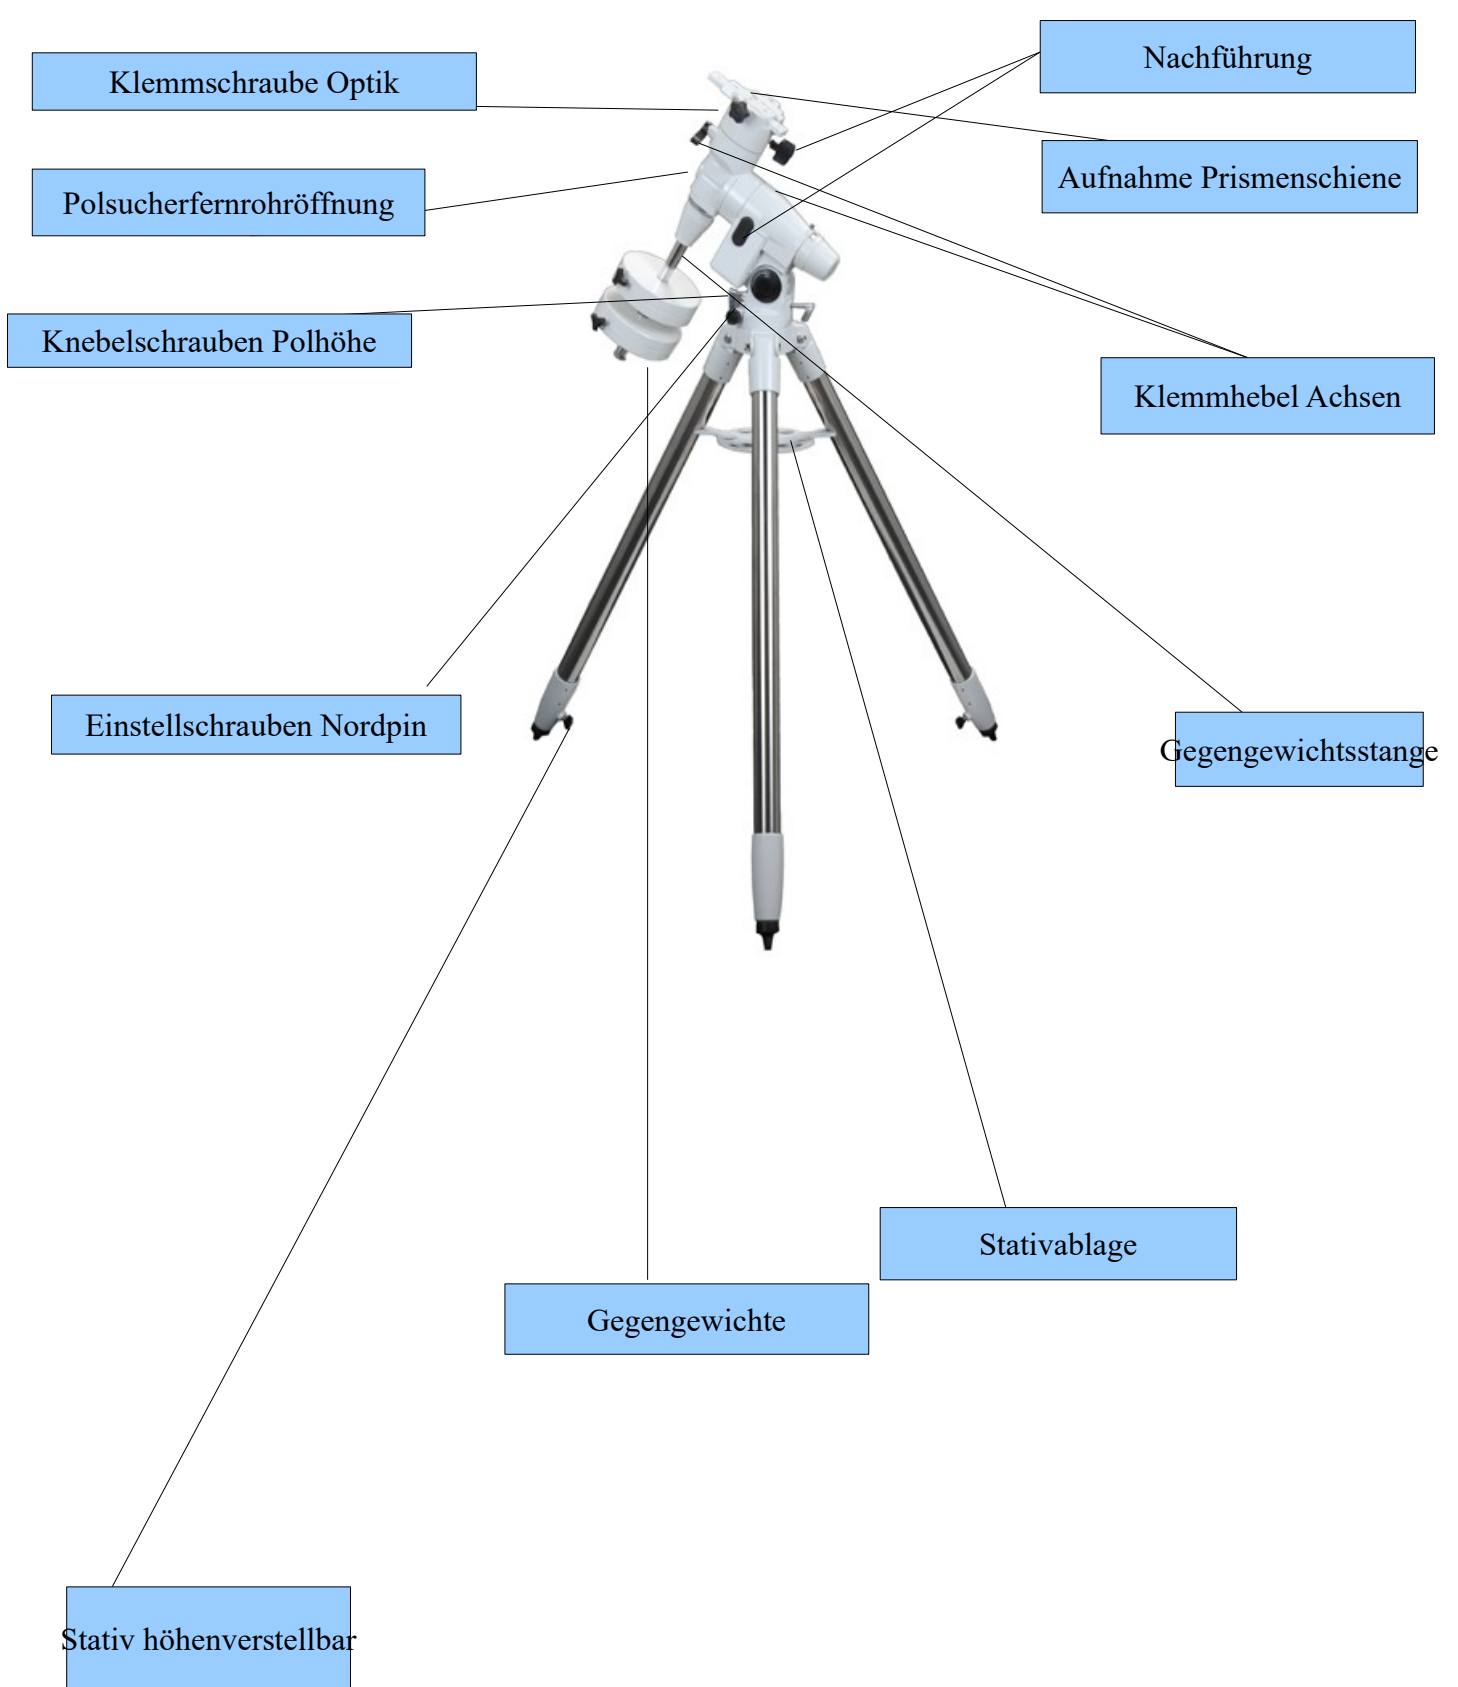 Nachführung
Klemmschraube Optik
Aufnahme Prismenschiene
Polsucherfernrohröffnung
Knebelschrauben Polhöhe
Klemmhebel Achsen
Einstellschrauben Nordpin
Gegengewichtsstange
Stativablage
Gegengewichte
Stativ höhenverstellbar